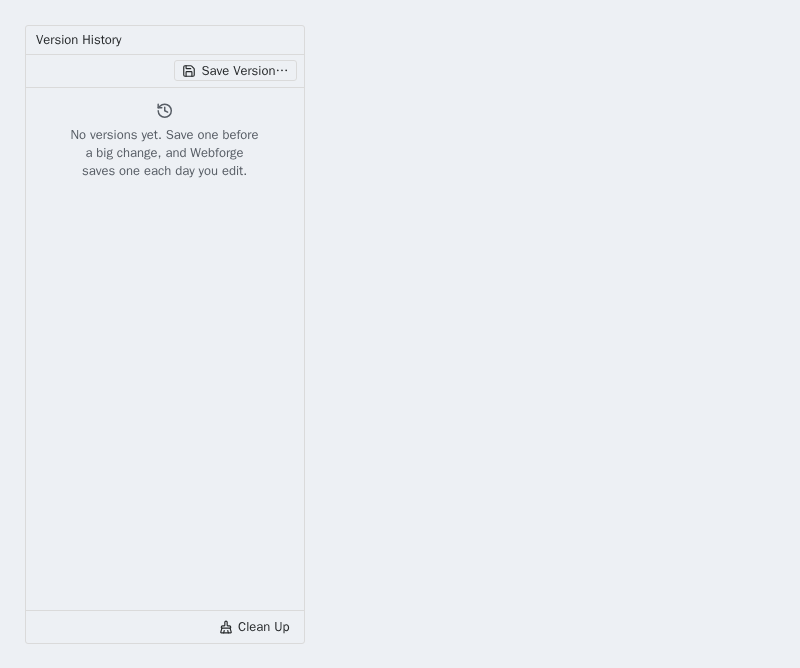 Version History
Save Version⋯
No versions yet. Save one before
a big change, and Webforge
saves one each day you edit.
Clean Up